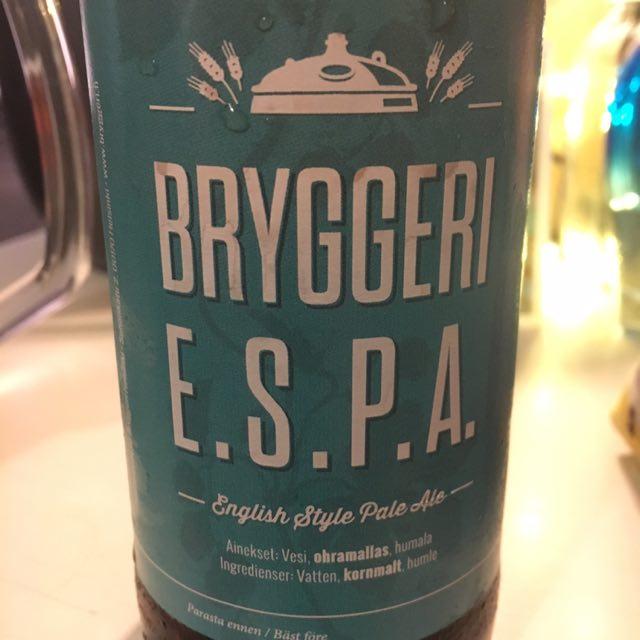 BRYGGERI
E.S.P.A.
English Style Pale Ale
Ainekset: Vesi, ohramallas, humala
Ingredienser: Vatten, kornmalt, humle
Parasta ennen / Bäst före